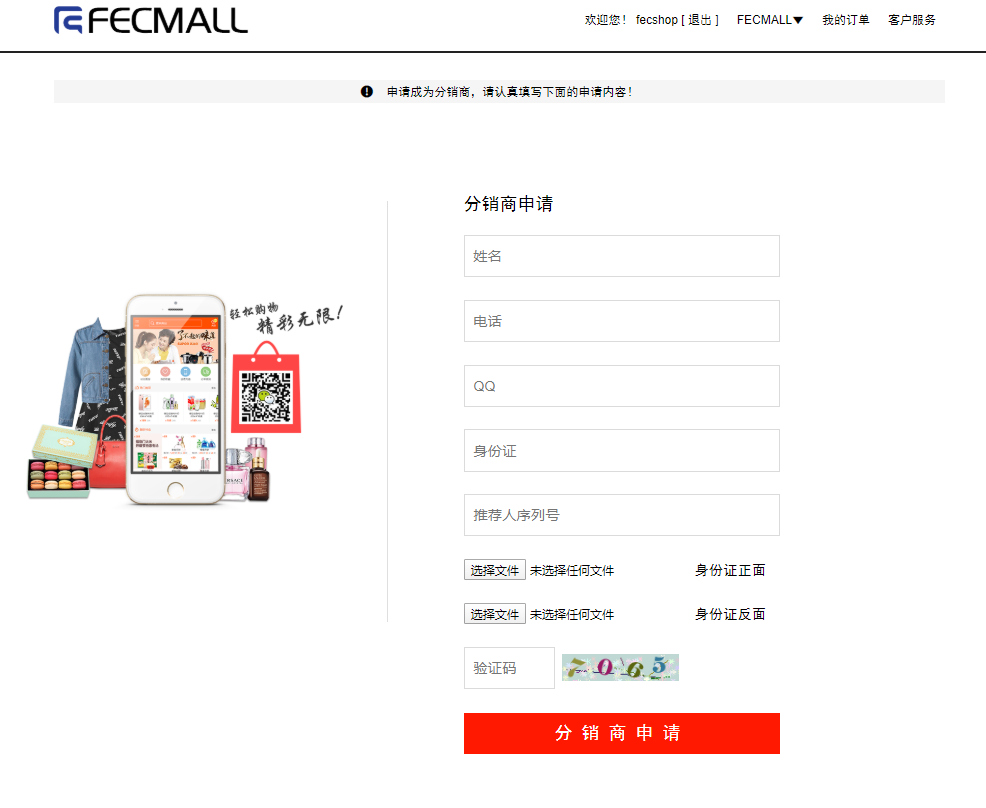 FECMALL
欢迎您! fecshop [ 退出 ] FECMALL▼ 我的订单 客户服务
申请成为分销商，请认真填写下面的申请内容!
分销商申请
姓名
电话
QQ
身份证
推荐人序列号
选择文件 未选择任何文件 身份证正面
选择文件 未选择任何文件 身份证反面
验证码 7065
分销商申请
轻松购物
精彩无限!